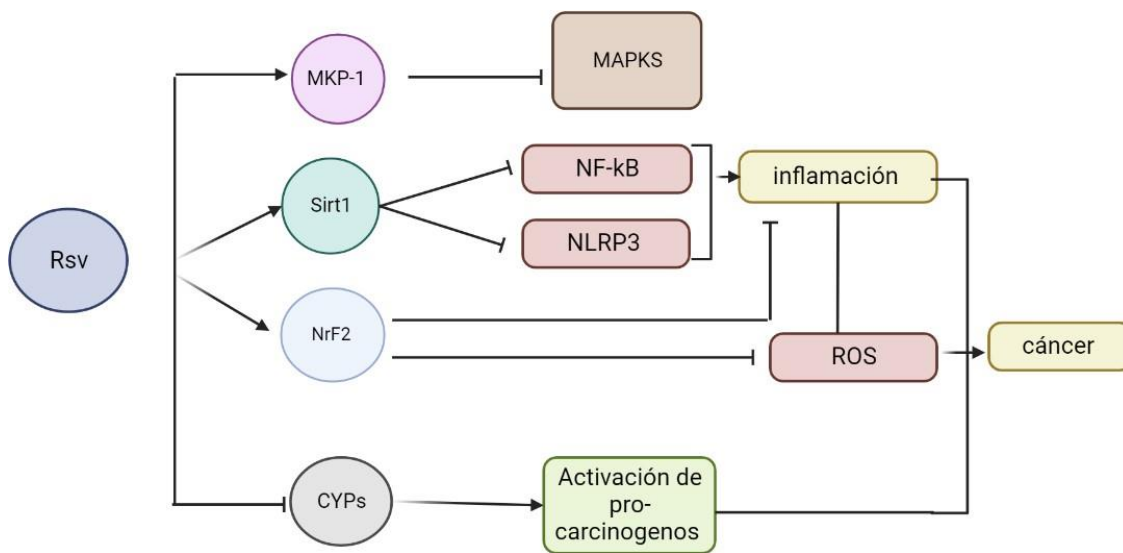 MAPKS
MKP-1
NF-kB
inflamación
Sirt1
NLRP3
Rsv
NrF2
ROS
cáncer
CYPs
Activación de
pro-
carcinogenos